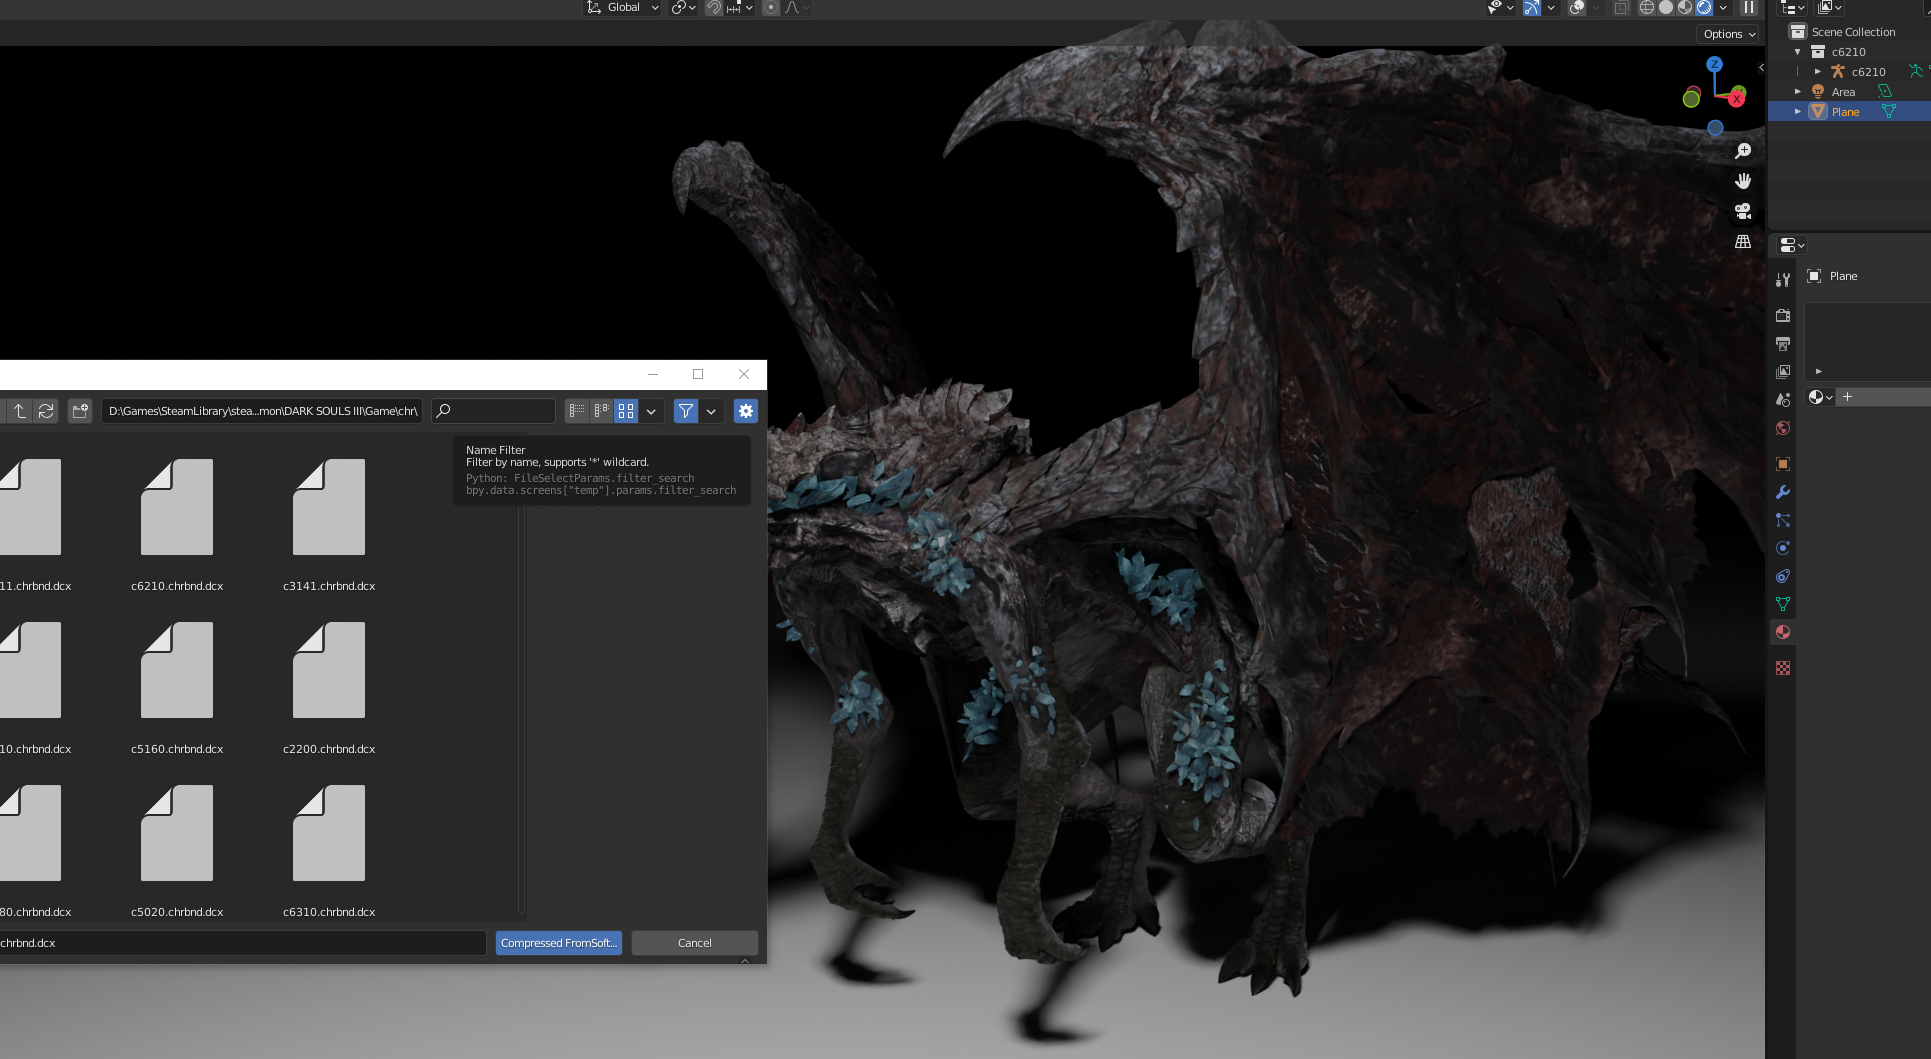 Global
Options
Z
X
Scene Collection
c6210
c6210
Area
Plane
Plane
D:\Games\SteamLibrary\stea...mon\DARK SOULS III\Game\chr\
Name Filter
Filter by name, supports '*' wildcard.
Python: FileSelectParams.filter_search
bpy.data.screens["temp"].params.filter_search
11.chrbnd.dcx
c6210.chrbnd.dcx
c3141.chrbnd.dcx
10.chrbnd.dcx
c5160.chrbnd.dcx
c2200.chrbnd.dcx
80.chrbnd.dcx
c5020.chrbnd.dcx
c6310.chrbnd.dcx
chrbnd.dcx
Compressed FromSoft...
Cancel